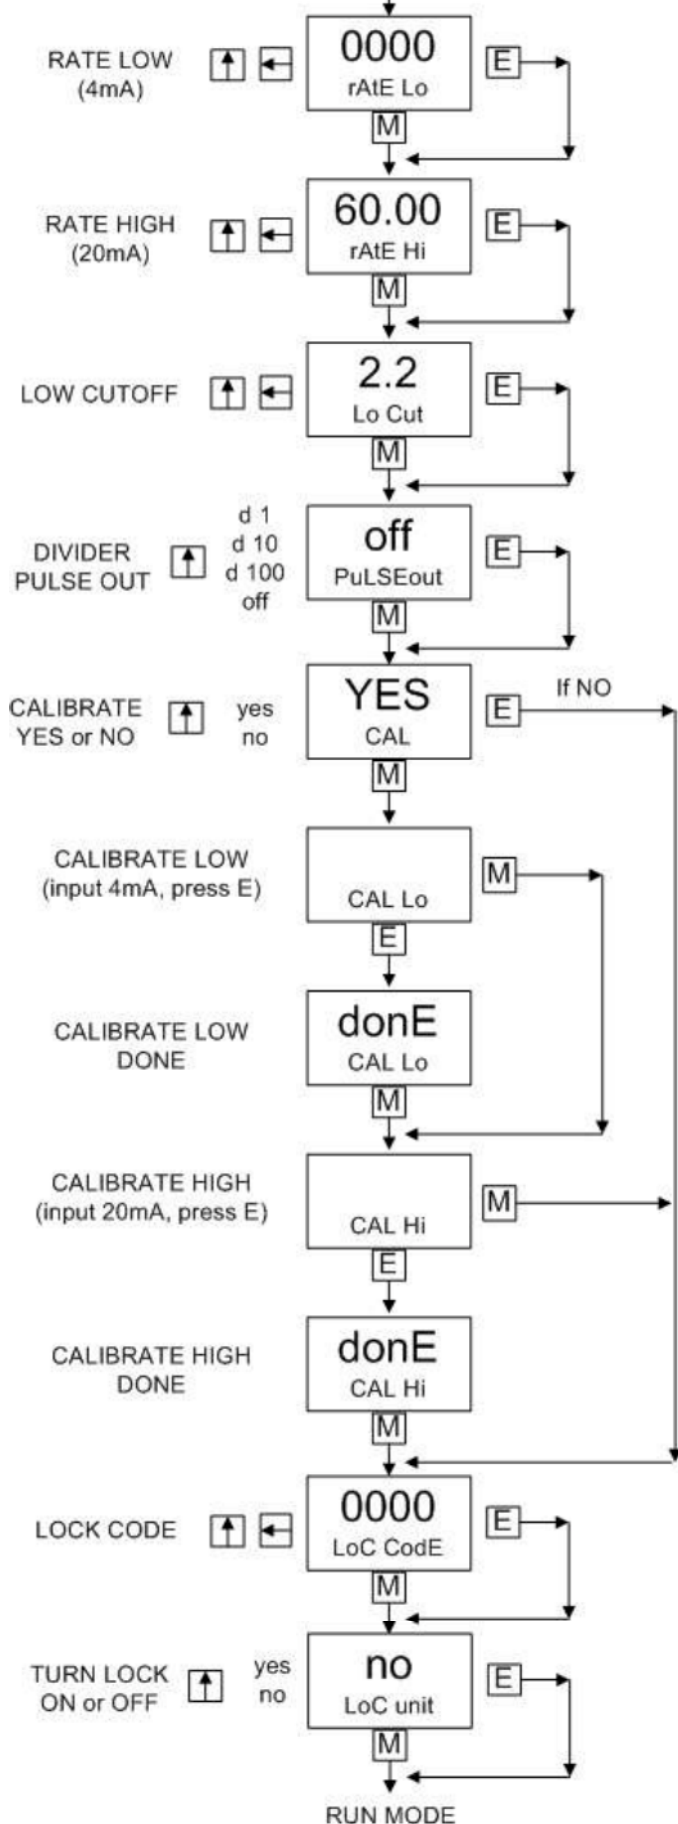 RATE LOW
(4mA)
0000
rAtE Lo
E
M
RATE HIGH
(20mA)
60.00
rAtE Hi
E
M
LOW CUTOFF
2.2
Lo Cut
E
M
DIVIDER
PULSE OUT
d 1
d 10
d 100
off
off
PuLSEout
E
M
CALIBRATE
YES or NO
yes
no
YES
CAL
E
If NO
M
CALIBRATE LOW
(input 4mA, press E)
CAL Lo
M
E
CALIBRATE LOW
DONE
donE
CAL Lo
M
CALIBRATE HIGH
(input 20mA, press E)
CAL Hi
M
E
CALIBRATE HIGH
DONE
donE
CAL Hi
M
LOCK CODE
0000
LoC CodE
E
M
TURN LOCK
ON or OFF
yes
no
no
LoC unit
E
M
RUN MODE